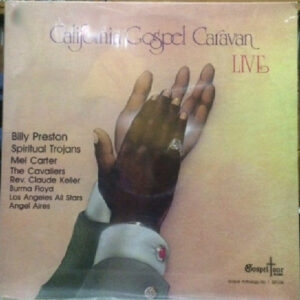 California Gospel Caravan
LIVE
Billy Preston
Spiritual Trojans
Mel Carter
The Cavaliers
Rev. Claude Keller
Burma Floyd
Los Angeles All Stars
Angel Aires
Gospel Tone